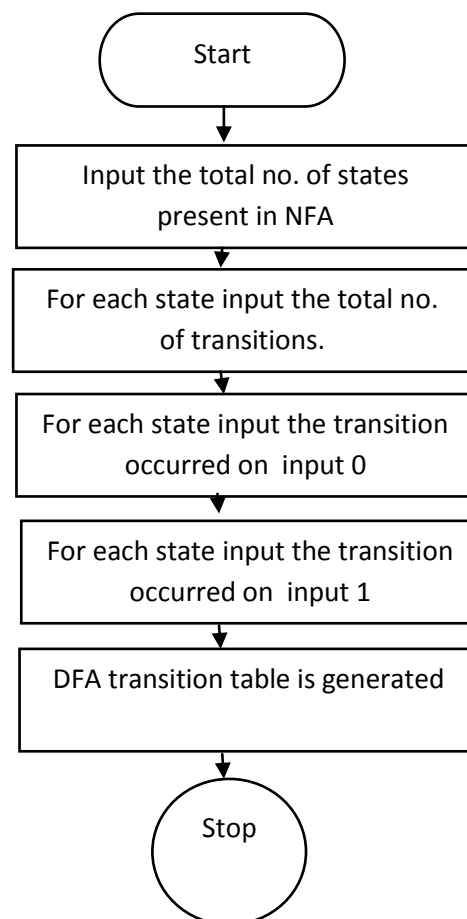 Start
Input the total no. of states
present in NFA
For each state input the total no.
of transitions.
For each state input the transition
occurred on input 0
For each state input the transition
occurred on input 1
DFA transition table is generated
Stop